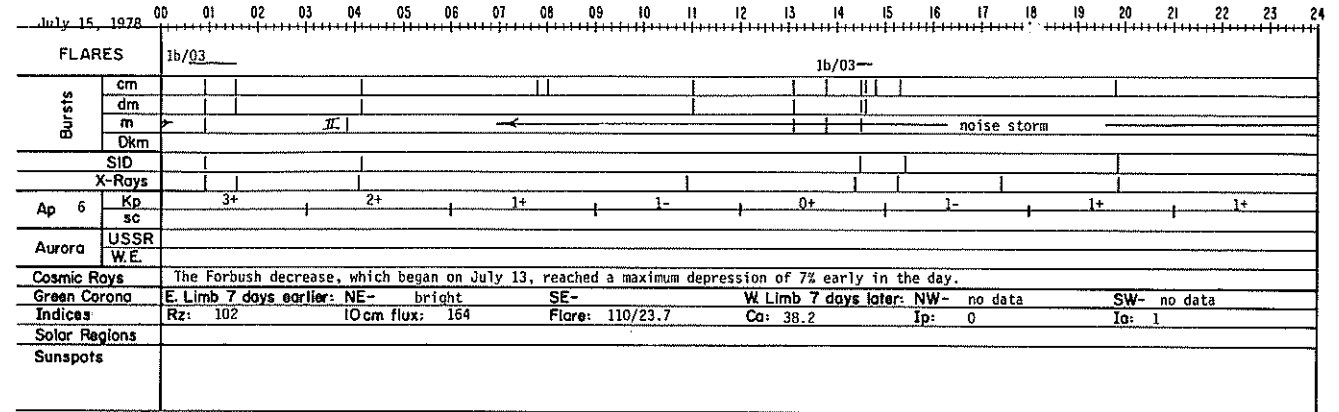 July 15, 1978 00 01 02 03 04 05 06 07 08 09 10 11 12 13 14 15 16 17 18 19 20 21 22 23 24
FLARES 1b/03 1b/03
Bursts
cm
dm
m II noise storm
Dkm
SID
X-Rays
Ap 6 Kp 3+ 2+ 1+ 1- 0+ 1- 1+ 1+
sc
Aurora USSR
W.E.
Cosmic Rays The Forbush decrease, which began on July 13, reached a maximum depression of 7% early in the day.
Green Corona E. Limb 7 days earlier: NE- bright SE- W. Limb 7 days later: NW- no data SW- no data
Indices Rz: 102 10cm flux: 164 Flare: 110/23.7 Ca: 38.2 Ip: 0 Ia: 1
Solar Regions
Sunspots